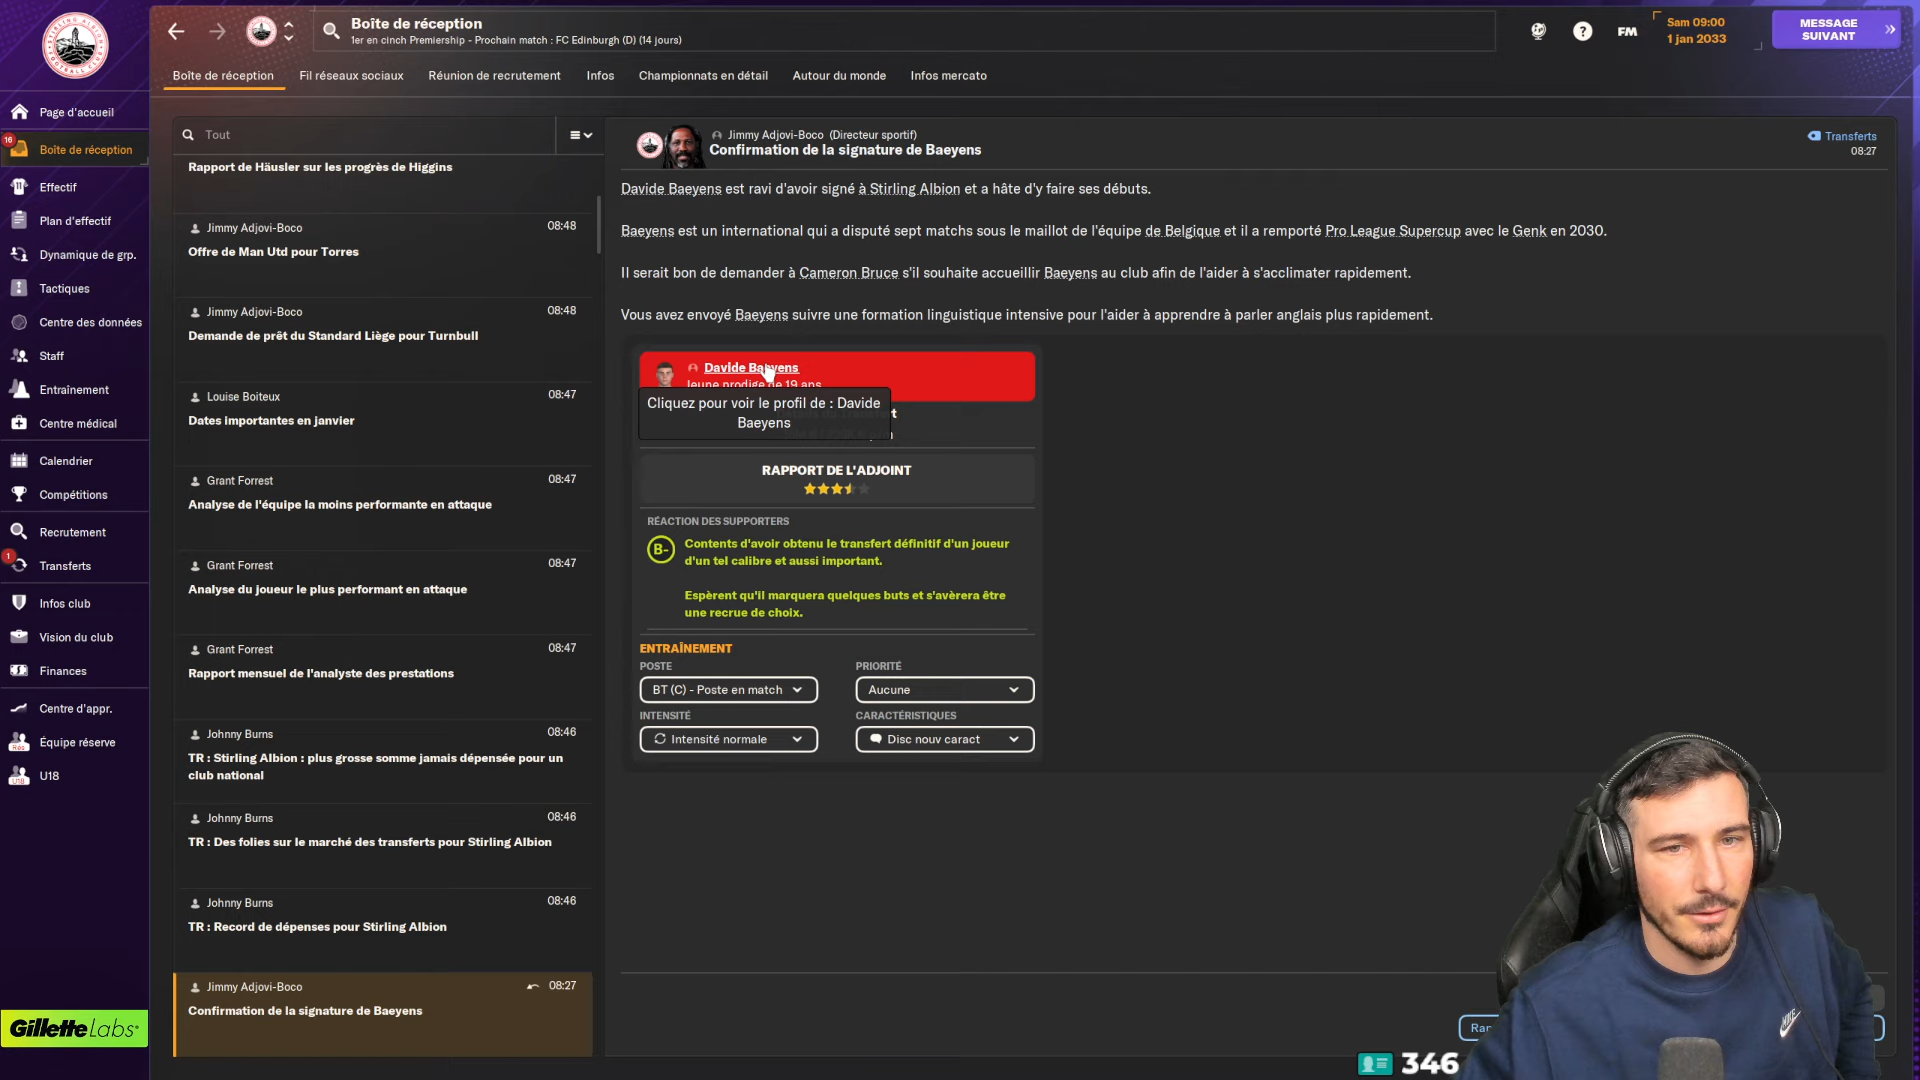 Boîte de réception
1er en cinch Premiership - Prochain match : FC Edinburgh (D) (14 jours)
FM
Sam 09:00
1 jan 2033
MESSAGE
SUIVANT
Boîte de réception
Fil réseaux sociaux
Réunion de recrutement
Infos
Championnats en détail
Autour du monde
Infos mercato
Page d'accueil
16
Boîte de réception
Effectif
Plan d'effectif
Dynamique de grp.
Tactiques
Centre des données
Staff
Entraînement
Centre médical
Calendrier
Compétitions
Recrutement
1
Transferts
Infos club
Vision du club
Finances
Centre d'appr.
Équipe réserve
U18
Gillette Labs
Tout
Rapport de Häusler sur les progrès de Higgins
Jimmy Adjovi-Boco 08:48
Offre de Man Utd pour Torres
Jimmy Adjovi-Boco 08:48
Demande de prêt du Standard Liège pour Turnbull
Louise Boiteux 08:47
Dates importantes en janvier
Grant Forrest 08:47
Analyse de l'équipe la moins performante en attaque
Grant Forrest 08:47
Analyse du joueur le plus performant en attaque
Grant Forrest 08:47
Rapport mensuel de l'analyste des prestations
Johnny Burns 08:46
TR : Stirling Albion : plus grosse somme jamais dépensée pour un
club national
Johnny Burns 08:46
TR : Des folies sur le marché des transferts pour Stirling Albion
Johnny Burns 08:46
TR : Record de dépenses pour Stirling Albion
Jimmy Adjovi-Boco 08:27
Confirmation de la signature de Baeyens
Jimmy Adjovi-Boco (Directeur sportif)
Confirmation de la signature de Baeyens
Transferts
08:27
Davide Baeyens est ravi d'avoir signé à Stirling Albion et a hâte d'y faire ses débuts.
Baeyens est un international qui a disputé sept matchs sous le maillot de l'équipe de Belgique et il a remporté Pro League Supercup avec le Genk en 2030.
Il serait bon de demander à Cameron Bruce s'il souhaite accueillir Baeyens au club afin de l'aider à s'acclimater rapidement.
Vous avez envoyé Baeyens suivre une formation linguistique intensive pour l'aider à apprendre à parler anglais plus rapidement.
Davide Baeyens
Jeune prodige de 19 ans
Cliquez pour voir le profil de : Davide
Baeyens
RAPPORT DE L'ADJOINT
RÉACTION DES SUPPORTERS
B-
Contents d'avoir obtenu le transfert définitif d'un joueur
d'un tel calibre et aussi important.
Espèrent qu'il marquera quelques buts et s'avèrera être
une recrue de choix.
ENTRAÎNEMENT
POSTE
PRIORITÉ
BT (C) - Poste en match
Aucune
INTENSITÉ
CARACTÉRISTIQUES
Intensité normale
Disc nouv caract
346